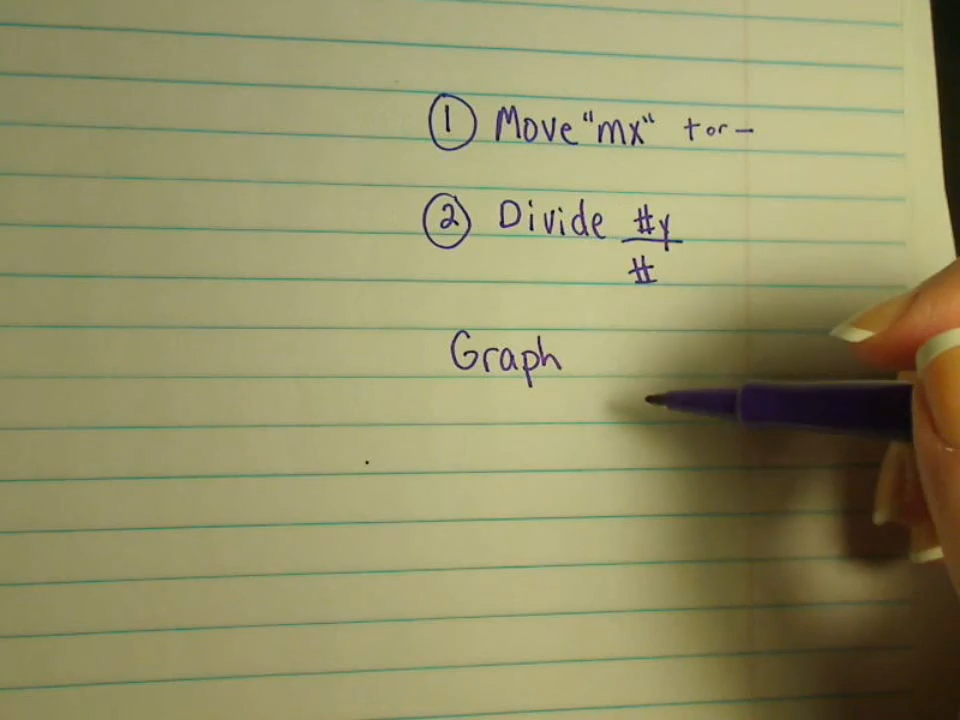 ① Move "mx" + or -
② Divide #y
#
Graph